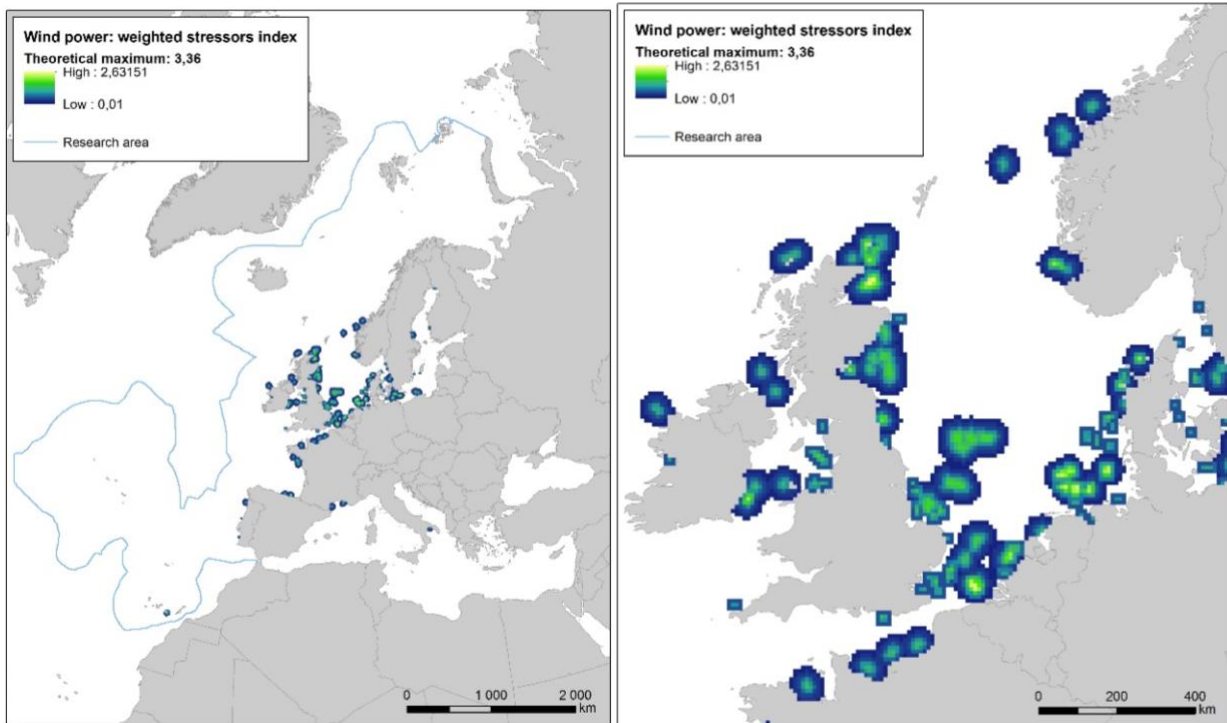 Wind power: weighted stressors index
Theoretical maximum: 3,36
High : 2,63151
Low : 0,01
Research area
0 1 000 2 000
km
Wind power: weighted stressors index
Theoretical maximum: 3,36
High : 2,63151
Low : 0,01
Research area
0 200 400
km